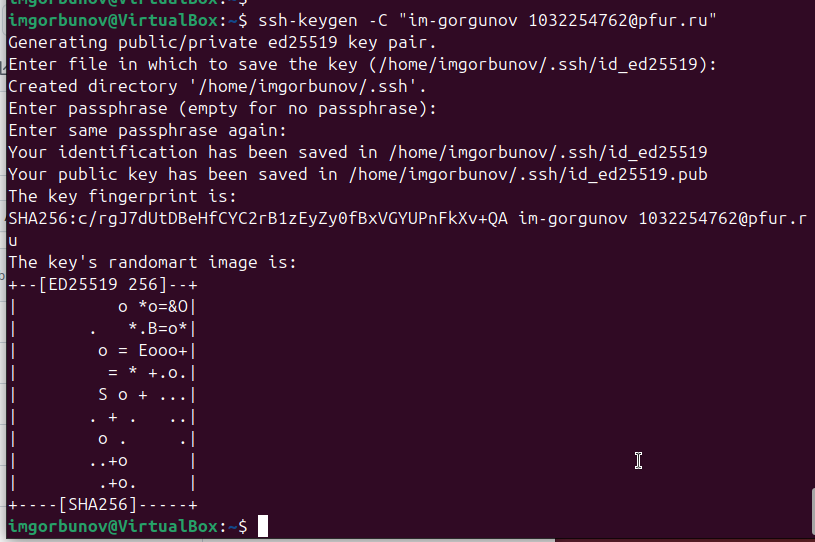 imgorbunov@VirtualBox:~$ ssh-keygen -C "im-gorgunov 1032254762@pfur.ru"
Generating public/private ed25519 key pair.
Enter file in which to save the key (/home/imgorbunov/.ssh/id_ed25519):
Created directory '/home/imgorbunov/.ssh'.
Enter passphrase (empty for no passphrase):
Enter same passphrase again:
Your identification has been saved in /home/imgorbunov/.ssh/id_ed25519
Your public key has been saved in /home/imgorbunov/.ssh/id_ed25519.pub
The key fingerprint is:
SHA256:c/rgJ7dUtDBeHfCYC2rB1zEyZy0fBxVGYUPnFkXv+QA im-gorgunov 1032254762@pfur.r
u
The key's randomart image is:
+--[ED25519 256]--+
|           o *o=&O|
|        .   *.B=o*|
|         o = Eooo+|
|          = * +.o.|
|         S o + ...|
|        . + .   ..|
|         o .      .|
|        ..+o       |
|         .+o.      |
+----[SHA256]-----+
imgorbunov@VirtualBox:~$